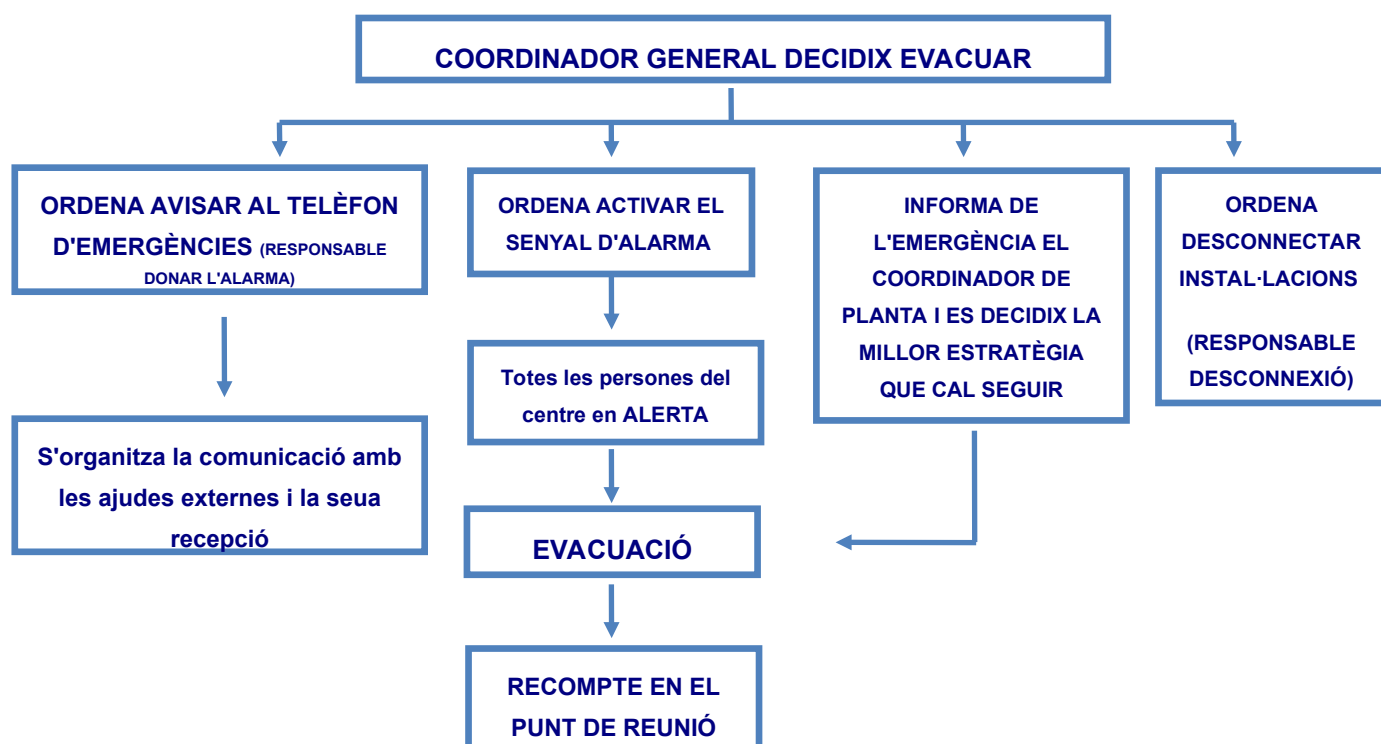 COORDINADOR GENERAL DECIDIX EVACUAR
ORDENA AVISAR AL TELÈFON
D'EMERGÈNCIES (RESPONSABLE
DONAR L'ALARMA)
ORDENA ACTIVAR EL
SENYAL D'ALARMA
INFORMA DE
L'EMERGÈNCIA EL
COORDINADOR DE
PLANTA I ES DECIDIX LA
MILLOR ESTRATÈGIA
QUE CAL SEGUIR
ORDENA
DESCONNECTAR
INSTAL·LACIONS
(RESPONSABLE
DESCONNEXIÓ)
Totes les persones del
centre en ALERTA
S'organitza la comunicació amb
les ajudes externes i la seua
recepció
EVACUACIÓ
RECOMPTE EN EL
PUNT DE REUNIÓ